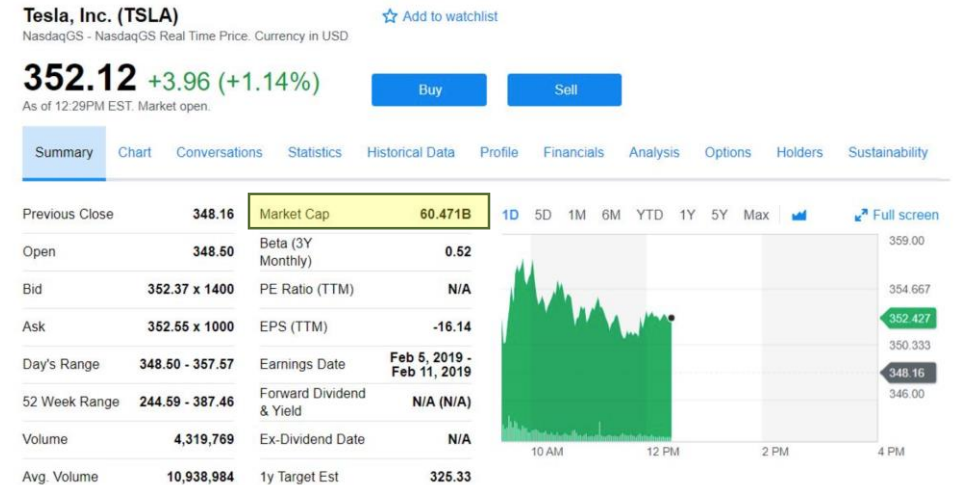 Tesla, Inc. (TSLA)
☆ Add to watchlist
NasdaqGS - NasdaqGS Real Time Price. Currency in USD
352.12 +3.96 (+1.14%)
Buy
Sell
As of 12:29PM EST. Market open.
Summary Chart Conversations Statistics Historical Data Profile Financials Analysis Options Holders Sustainability
Previous Close 348.16
Open 348.50
Bid 352.37 x 1400
Ask 352.55 x 1000
Day's Range 348.50 - 357.57
52 Week Range 244.59 - 387.46
Volume 4,319,769
Avg. Volume 10,938,984
Market Cap 60.471B
Beta (3Y
Monthly) 0.52
PE Ratio (TTM) N/A
EPS (TTM) -16.14
Earnings Date Feb 5, 2019 -
Feb 11, 2019
Forward Dividend
& Yield N/A (N/A)
Ex-Dividend Date N/A
1y Target Est 325.33
1D 5D 1M 6M YTD 1Y 5Y Max
Full screen
359.00
354.667
352.427
350.333
348.16
346.00
10 AM 12 PM 2 PM 4 PM